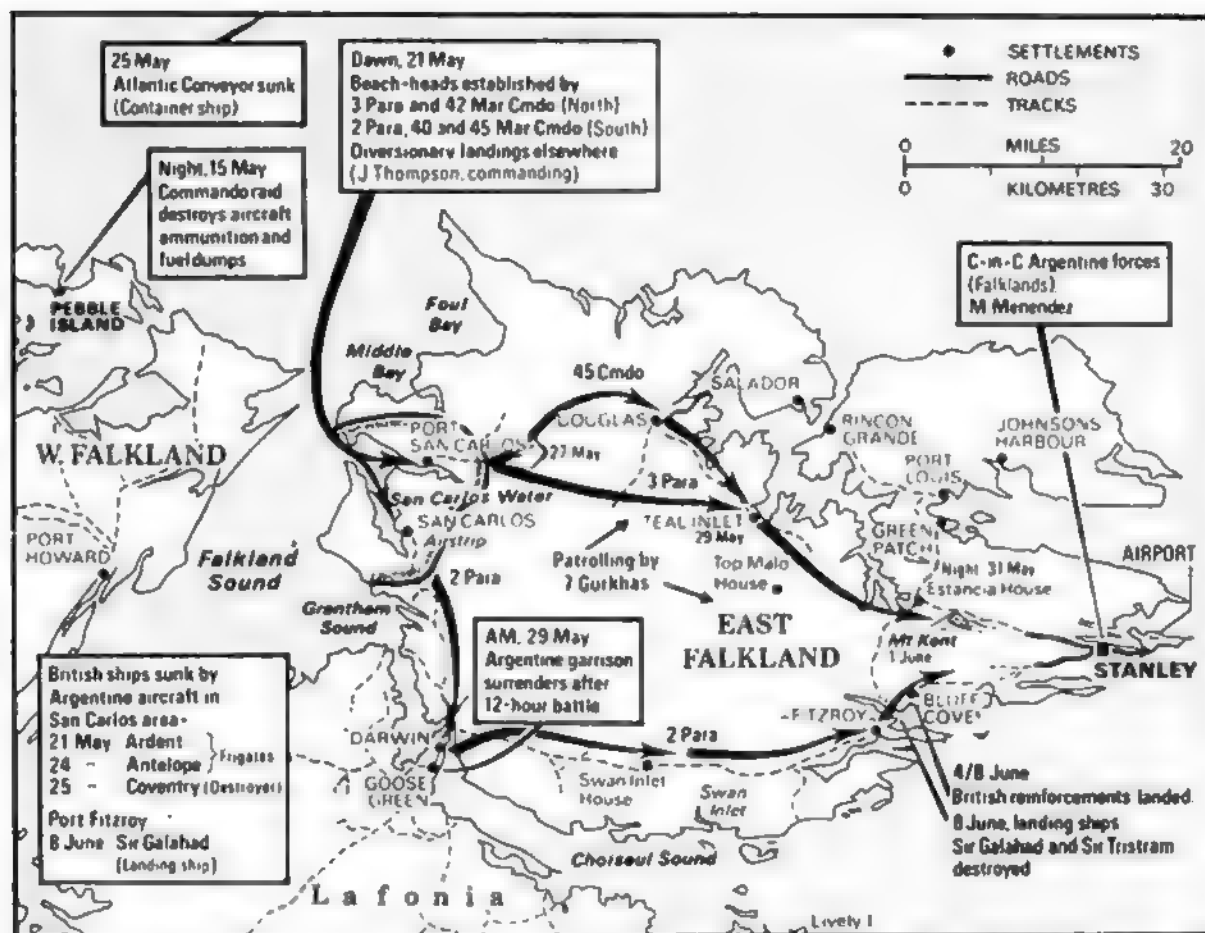 25 May
Atlantic Conveyor sunk
(Container ship)
Night, 15 May
Commando raid
destroys aircraft
ammunition and
fuel dumps
Dawn, 21 May
Beach-heads established by
3 Para and 42 Mar Cmdo (North)
2 Para, 40 and 45 Mar Cmdo (South)
Diversionary landings elsewhere
(J Thompson, commanding)
SETTLEMENTS
ROADS
TRACKS
0 MILES 20
0 KILOMETRES 30
C-in-C Argentine forces
(Falklands)
M Menendez
PEBBLE
ISLAND
Foul
Bay
Middle
Bay
45 Cmdo
SALADOR
DOUGLAS
RINCON
GRANDE
JOHNSONS
HARBOUR
W. FALKLAND
PORT
SAN CARLOS
27 May
3 Para
PORT
LOUIS
San Carlos Water
SAN CARLOS
Airstrip
TEAL INLET
29 May
GREEN
PATCH
PORT
HOWARD
Falkland
Sound
2 Para
Patrolling by
7 Gurkhas
Top Malo
House
Night 31 May
Estancia House
AIRPORT
Grantham
Sound
EAST
FALKLAND
Mt Kent
1 June
STANLEY
AM, 29 May
Argentine garrison
surrenders after
12-hour battle
British ships sunk by
Argentine aircraft in
San Carlos area-
21 May Ardent
24 " Antelope } Frigates
25 " Coventry (Destroyer)
Port Fitzroy
8 June Sir Galahad
(Landing ship)
DARWIN
GOOSE
GREEN
2 Para
FITZROY
BLUFF
COVE
Swan Inlet
House
Swan
Inlet
4/8 June
British reinforcements landed
8 June, landing ships
Sir Galahad and Sir Tristram
destroyed
Choiseul Sound
Lafonia
Lively I